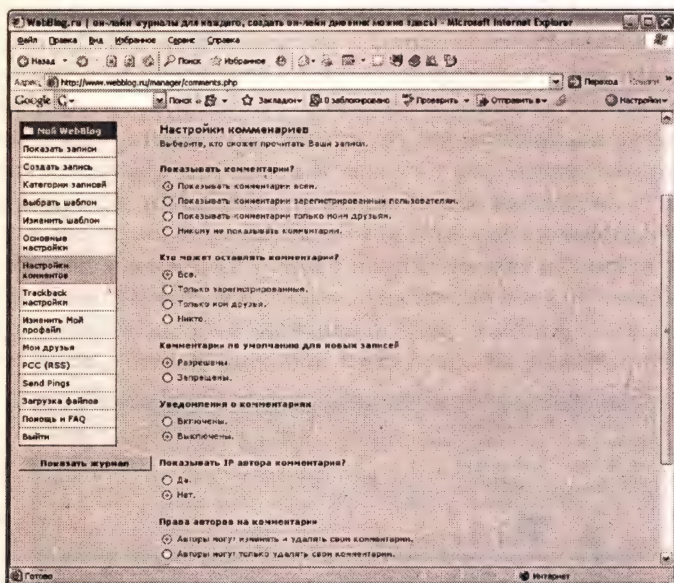 WebBlog.ru | он-лайн журналы для каждого, создать он-лайн дневник можно здесь! - Microsoft Internet Explorer
Файл Правка Вид Избранное Сервис Справка
Назад Поиск Избранное
Адрес: http://www.webblog.ru/manager/comments.php Переход Ссылки
Google Поиск Закладки 0 заблокировано Проверить Отправить в Настройки
Мой WebBlog
Показать записи
Создать запись
Категории записей
Выбрать шаблон
Изменить шаблон
Основные
настройки
Настройки
комментов
Trackback
настройки
Изменить Мой
профайл
Мои друзья
РСС (RSS)
Send Pings
Загрузка файлов
Помощь и FAQ
Выйти
Показать журнал
Настройки комменариев
Выберите, кто сможет прочитать Ваши записи.
Показывать комментарии?
Показывать комментарии всем.
Показывать комментарии зарегистрированным пользователям.
Показывать комментарии только моим друзьям.
Никому не показывать комментарии.
Кто может оставлять комментарии?
Все.
Только зарегистрированные.
Только мои друзья.
Никто.
Комментарии по умолчанию для новых записей
Разрешены.
Запрещены.
Уведомления о комментариях
Включены.
Выключены.
Показывать IP автора комментария?
Да.
Нет.
Права авторов на комментарии
Авторы могут изменять и удалять свои комментарии.
Авторы могут только удалять свои комментарии.
Готово
Интернет